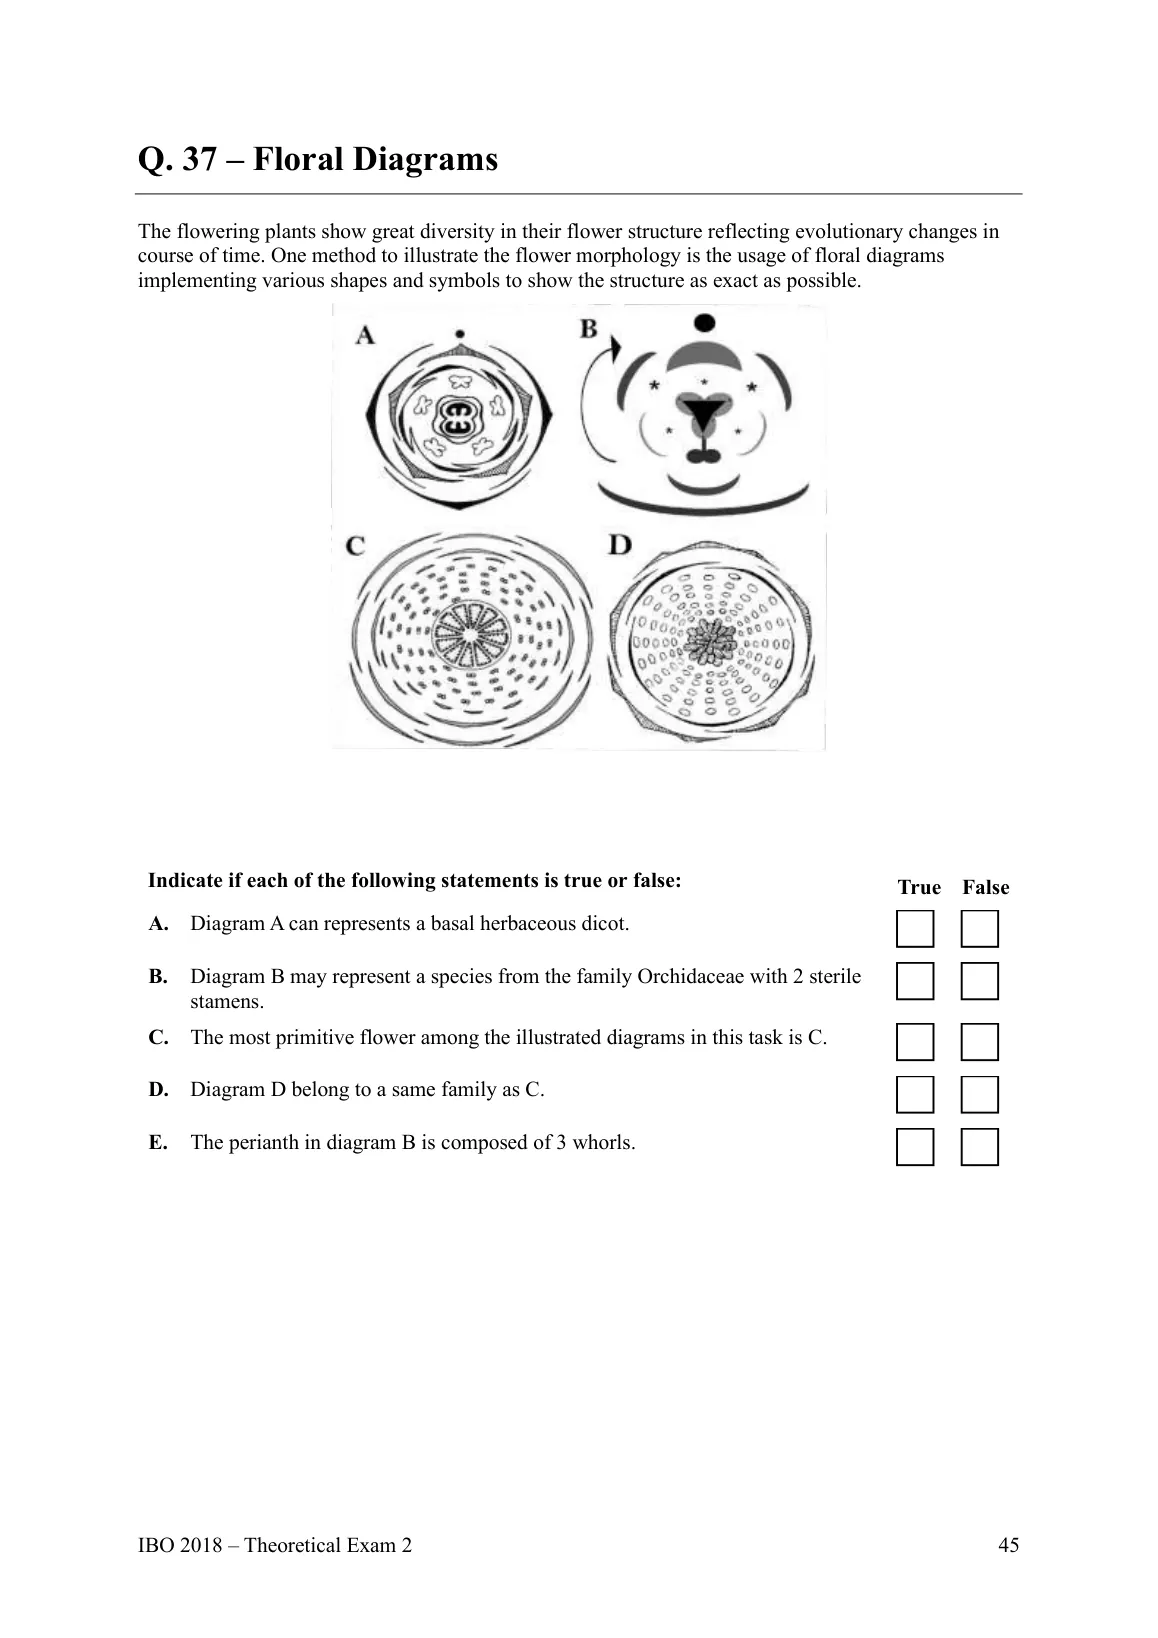 Q. 37 – Floral Diagrams
The flowering plants show great diversity in their flower structure reflecting evolutionary changes in
course of time. One method to illustrate the flower morphology is the usage of floral diagrams
implementing various shapes and symbols to show the structure as exact as possible.
A
B
C
D
Indicate if each of the following statements is true or false:
True False
A. Diagram A can represents a basal herbaceous dicot.
B. Diagram B may represent a species from the family Orchidaceae with 2 sterile
stamens.
C. The most primitive flower among the illustrated diagrams in this task is C.
D. Diagram D belong to a same family as C.
E. The perianth in diagram B is composed of 3 whorls.
IBO 2018 – Theoretical Exam 2 45